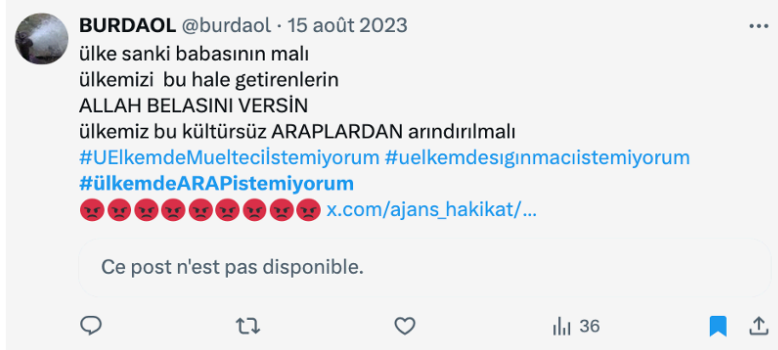 BURDAOL @burdaol · 15 août 2023
ülke sanki babasının malı
ülkemizi bu hale getirenlerin
ALLAH BELASINI VERSİN
ülkemiz bu kültürsüz ARAPLARDAN arındırılmalı
#UElkemdeMuelteciİstemiyorum #uelkemdesıgınmacıistemiyorum
#ülkemdeARAPistemiyorum
😡😡😡😡😡😡😡😡😡 x.com/ajans_hakikat/...
Ce post n'est pas disponible.
36